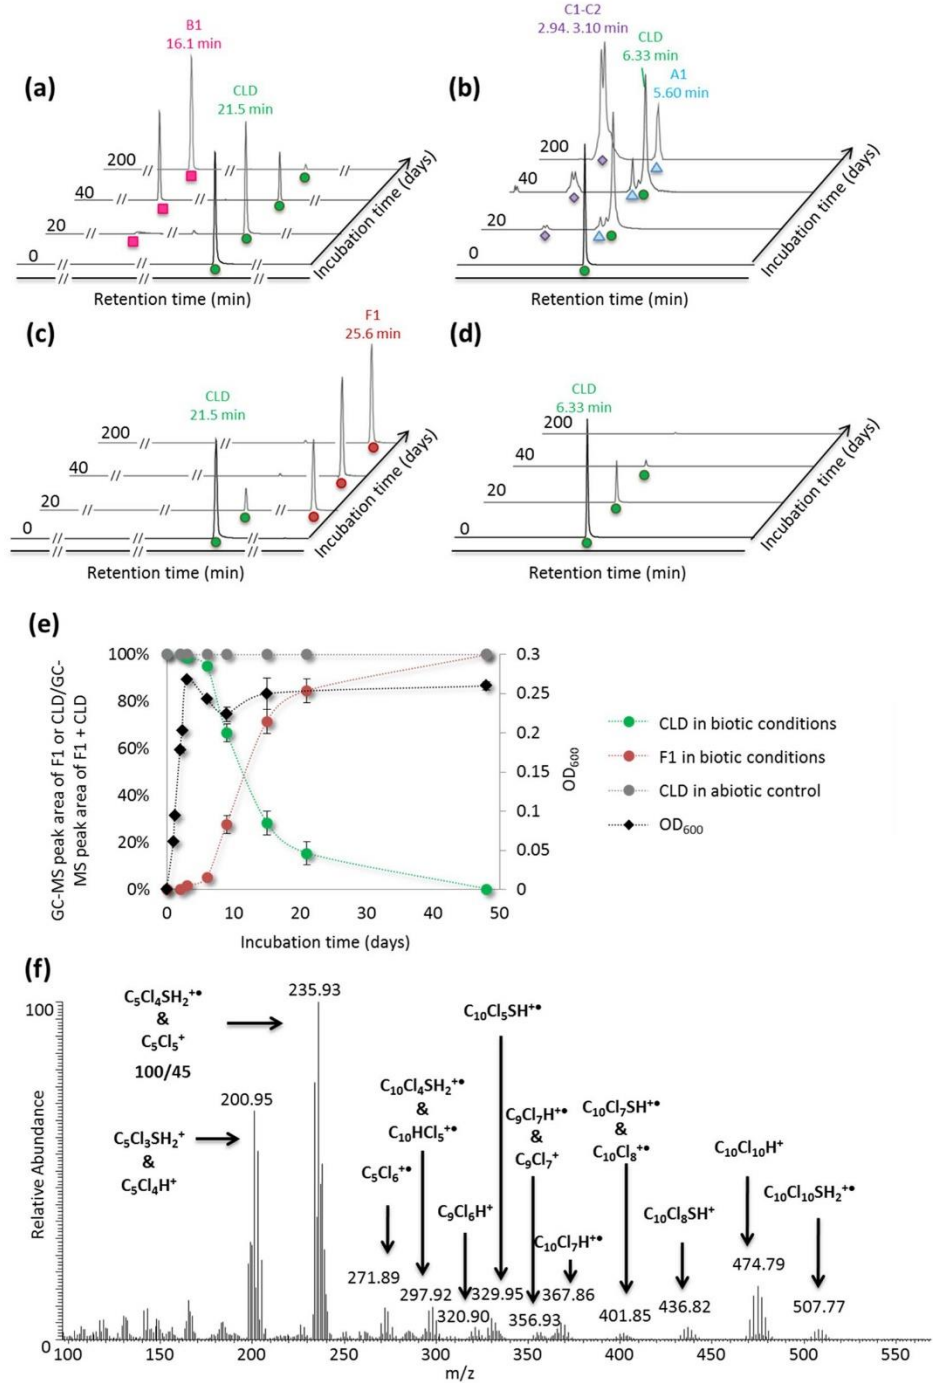 (a)
B1
16.1 min
CLD
21.5 min
200
40
20
0
Incubation time (days)
Retention time (min)
(b)
C1-C2
2.94. 3.10 min
CLD
6.33 min
A1
5.60 min
200
40
20
0
Incubation time (days)
Retention time (min)
(c)
F1
25.6 min
CLD
21.5 min
200
40
20
0
Incubation time (days)
Retention time (min)
(d)
CLD
6.33 min
200
40
20
0
Incubation time (days)
Retention time (min)
(e)
GC-MS peak area of F1 or CLD/GC-
MS peak area of F1 + CLD
100%
80%
60%
40%
20%
0%
0 10 20 30 40 50
Incubation time (days)
0.3
0.25
0.2
0.15
0.1
0.05
0
OD₆₀₀
CLD in biotic conditions
F1 in biotic conditions
CLD in abiotic control
OD₆₀₀
(f)
Relative Abundance
100
0
C₅Cl₄SH₂⁺•
&
C₅Cl₅⁺
100/45
235.93
200.95
C₅Cl₃SH₂⁺
&
C₅Cl₄H⁺
C₅Cl₆⁺•
271.89
C₁₀Cl₄SH₂⁺•
&
C₁₀HCl₅⁺•
297.92
C₉Cl₆H⁺
320.90
C₁₀Cl₅SH⁺•
329.95
C₉Cl₇H⁺•
&
C₉Cl₇⁺
356.93
C₁₀Cl₇H⁺•
367.86
C₁₀Cl₇SH⁺•
&
C₁₀Cl₈⁺•
401.85
C₁₀Cl₈SH⁺
436.82
C₁₀Cl₁₀H⁺
474.79
C₁₀Cl₁₀SH₂⁺•
507.77
100 150 200 250 300 350 400 450 500 550
m/z